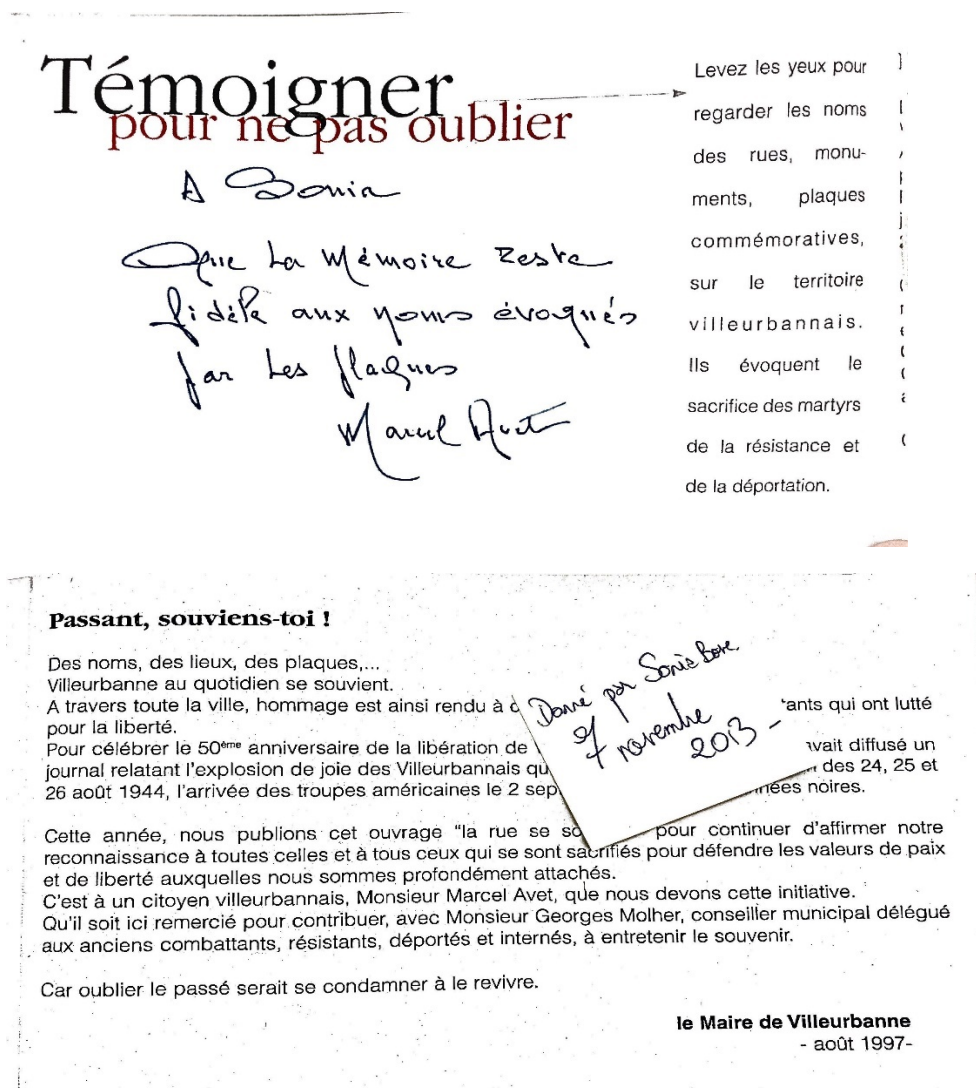 Témoigner
pour ne pas oublier
A Sonia
Que la Mémoire reste
fidèle aux noms évoqués
par les plaques
Marcel Avet
Levez les yeux pour
regarder les noms
des rues, monu-
ments, plaques
commémoratives,
sur le territoire
villeurbannais.
Ils évoquent le
sacrifice des martyrs
de la résistance et
de la déportation.
Passant, souviens-toi !
Des noms, des lieux, des plaques,...
Villeurbanne au quotidien se souvient.
A travers toute la ville, hommage est ainsi rendu à ants qui ont lutté
pour la liberté.
Pour célébrer le 50ème anniversaire de la libération de vait diffusé un
journal relatant l'explosion de joie des Villeurbannais qu des 24, 25 et
26 août 1944, l'arrivée des troupes américaines le 2 sep nées noires.
Donné par Sonia
7 novembre
2013 -
Cette année, nous publions cet ouvrage "la rue se so pour continuer d'affirmer notre
reconnaissance à toutes celles et à tous ceux qui se sont sacrifiés pour défendre les valeurs de paix
et de liberté auxquelles nous sommes profondément attachés.
C'est à un citoyen villeurbannais, Monsieur Marcel Avet, que nous devons cette initiative.
Qu'il soit ici remercié pour contribuer, avec Monsieur Georges Molher, conseiller municipal délégué
aux anciens combattants, résistants, déportés et internés, à entretenir le souvenir.
Car oublier le passé serait se condamner à le revivre.
le Maire de Villeurbanne
- août 1997-